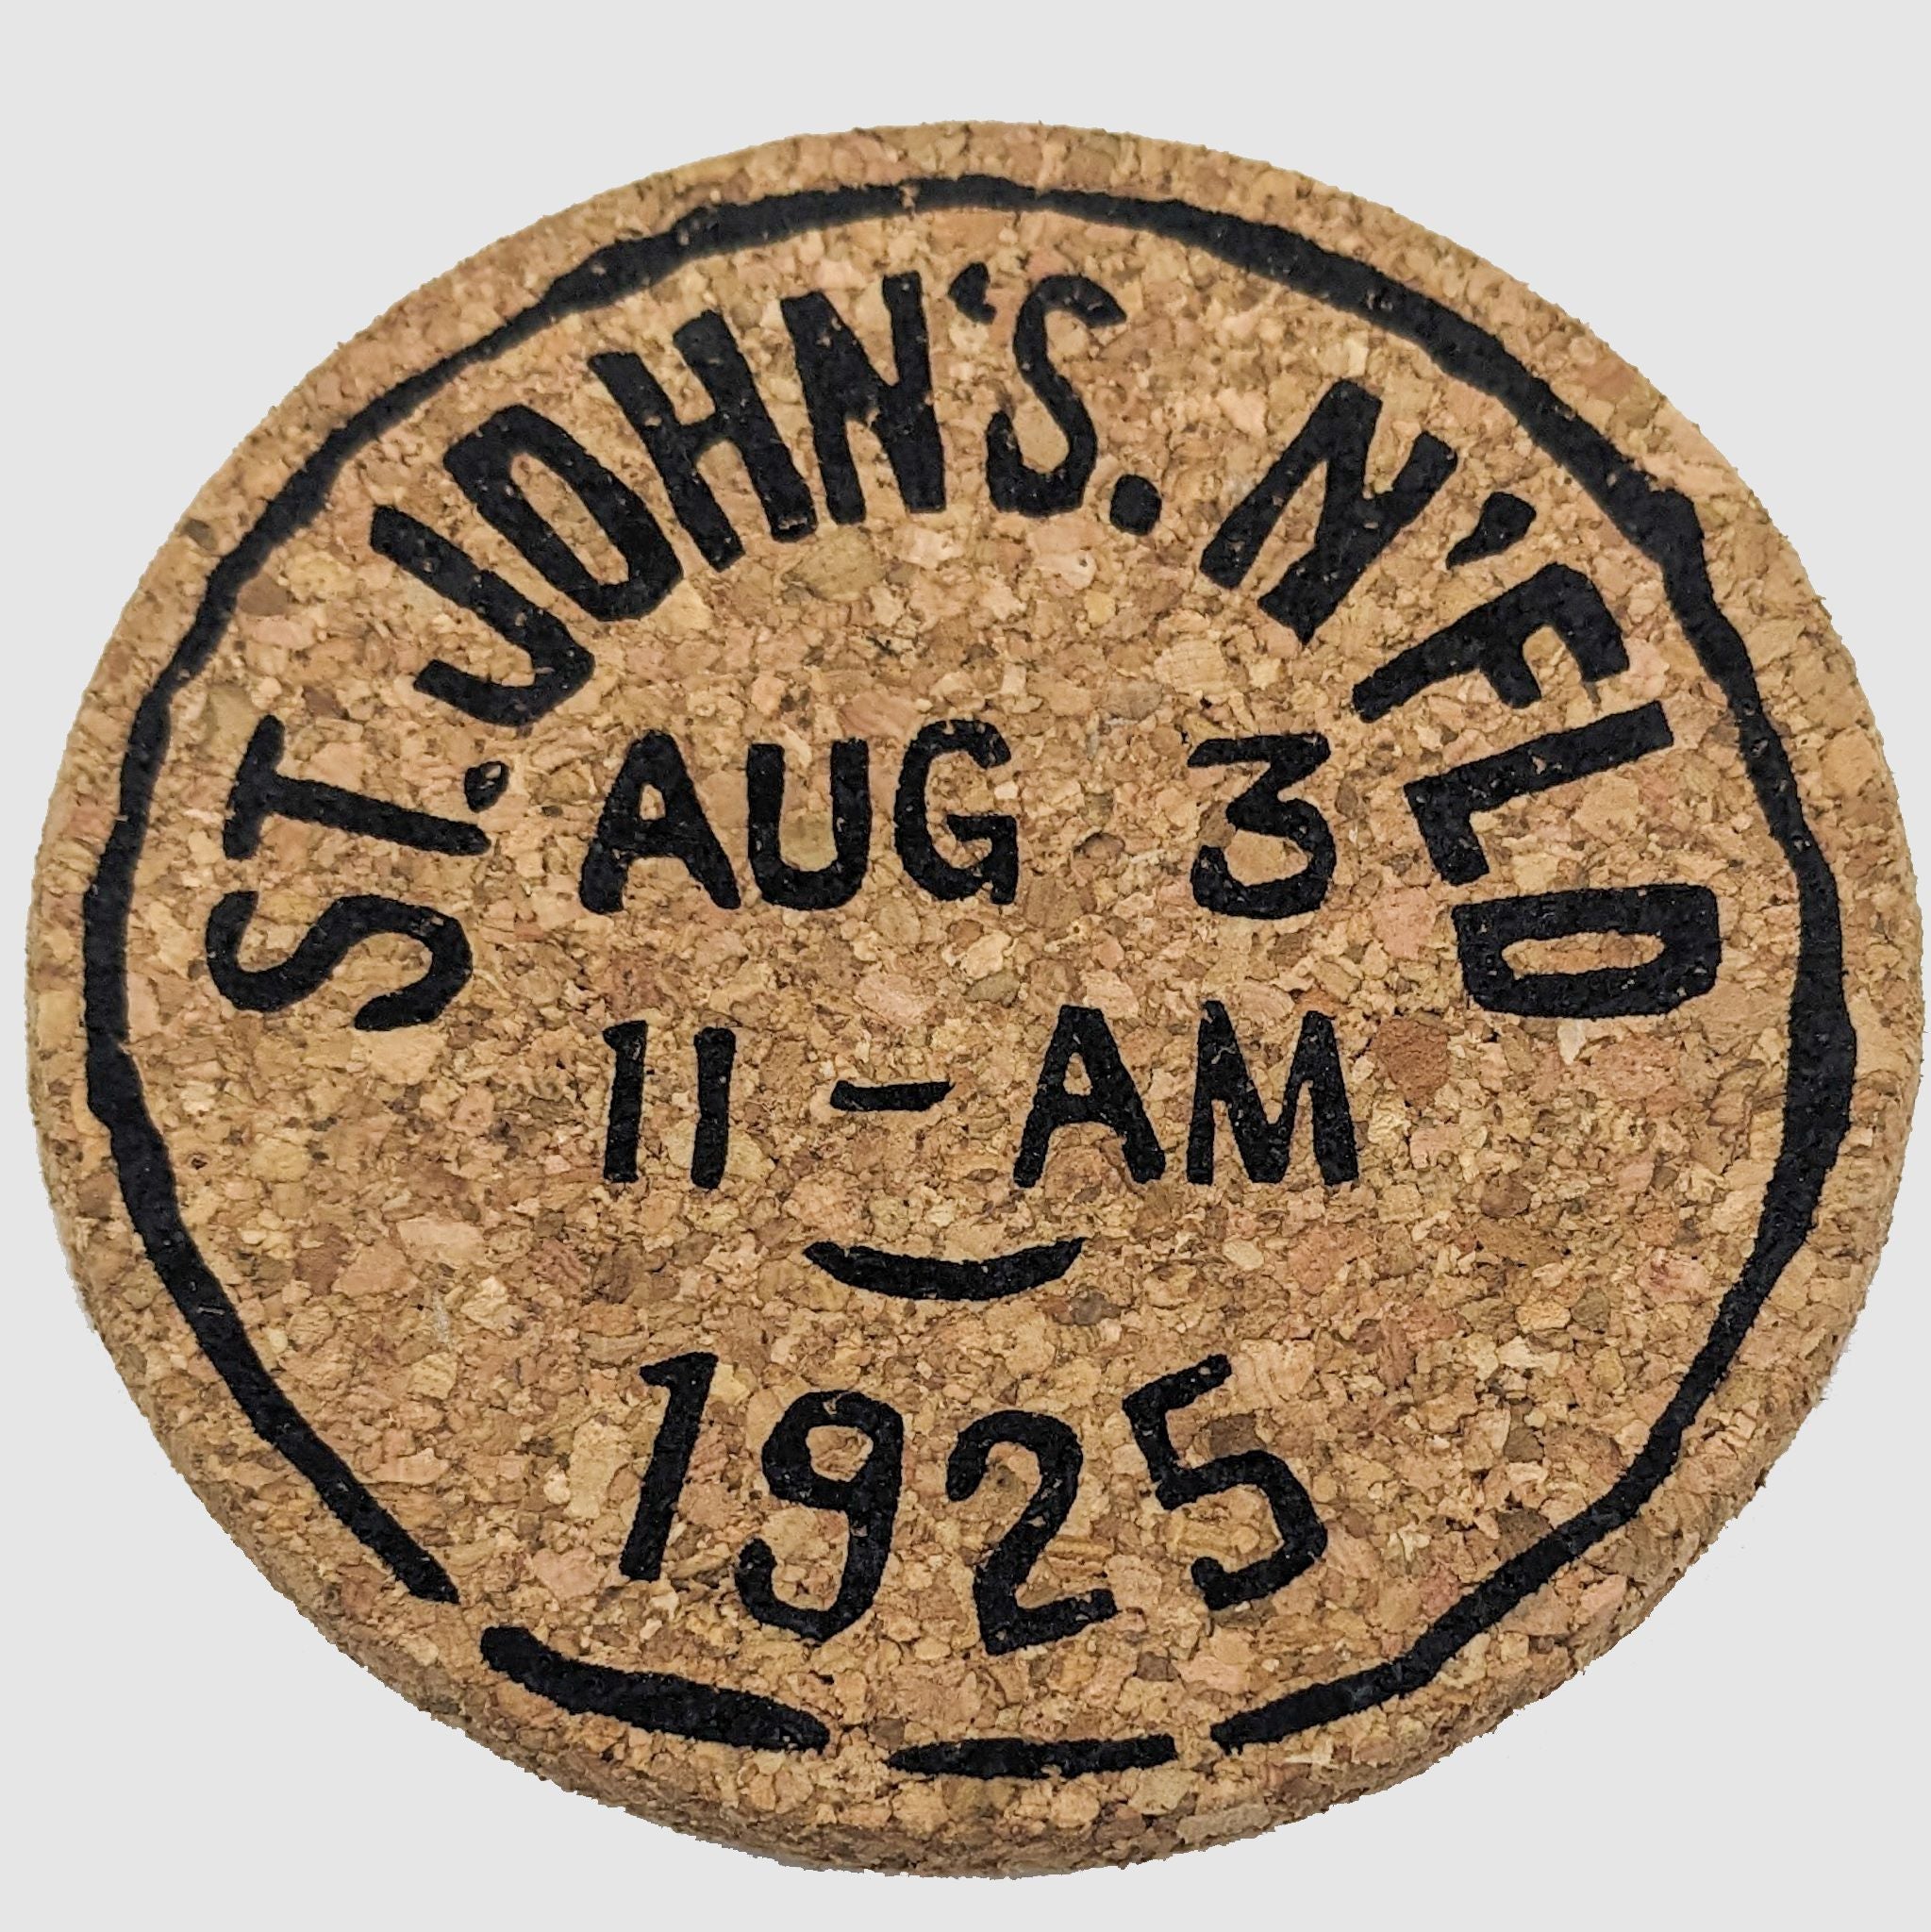 ST. JOHN'S. N'FLD
AUG 3
11 - AM
1925